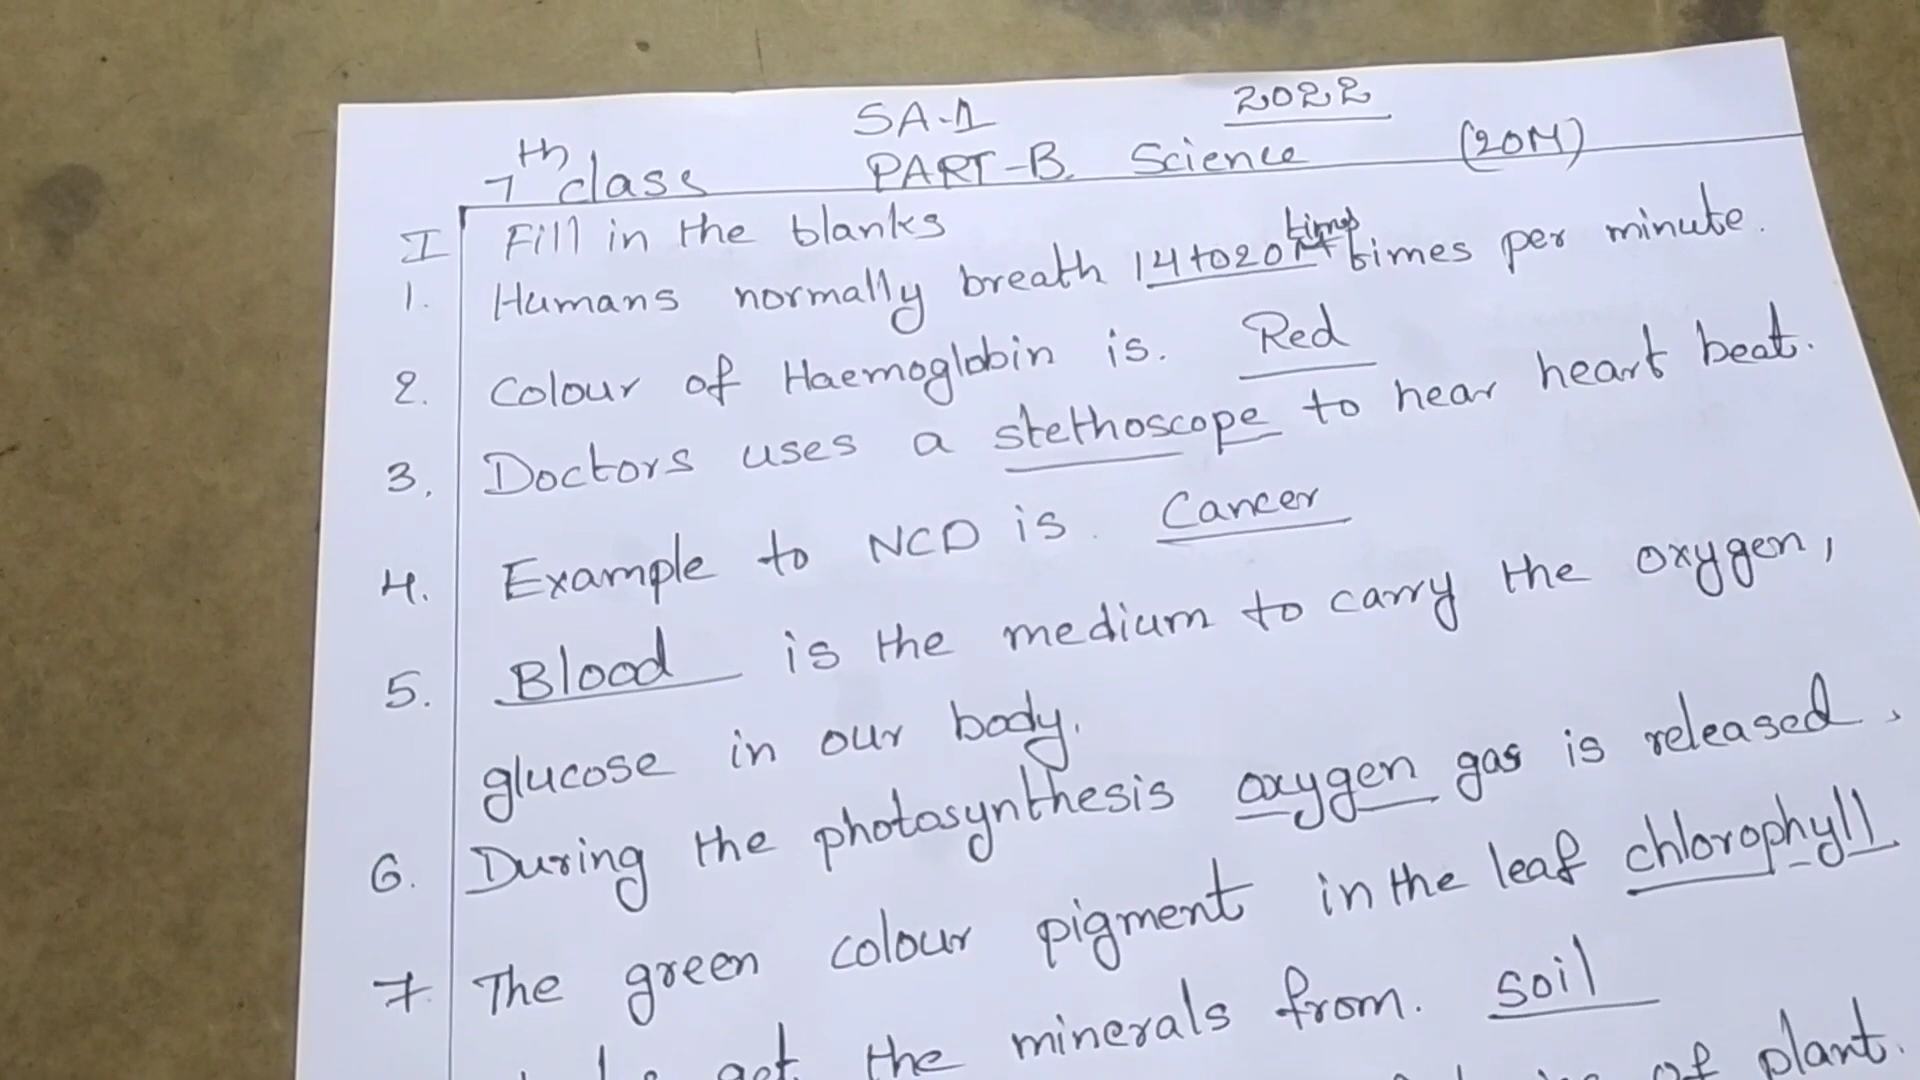 SA-1 2022
7th class PART-B. Science (20M)
I Fill in the blanks
1. Humans normally breath 14 to 20 times times per minute.
2. Colour of Haemoglobin is. Red
3. Doctors uses a stethoscope to hear heart beat.
4. Example to NCD is. Cancer
5. Blood is the medium to carry the oxygen,
glucose in our body.
6. During the photosynthesis oxygen gas is released.
7. The green colour pigment in the leaf chlorophyll
get the minerals from. soil
of plant.